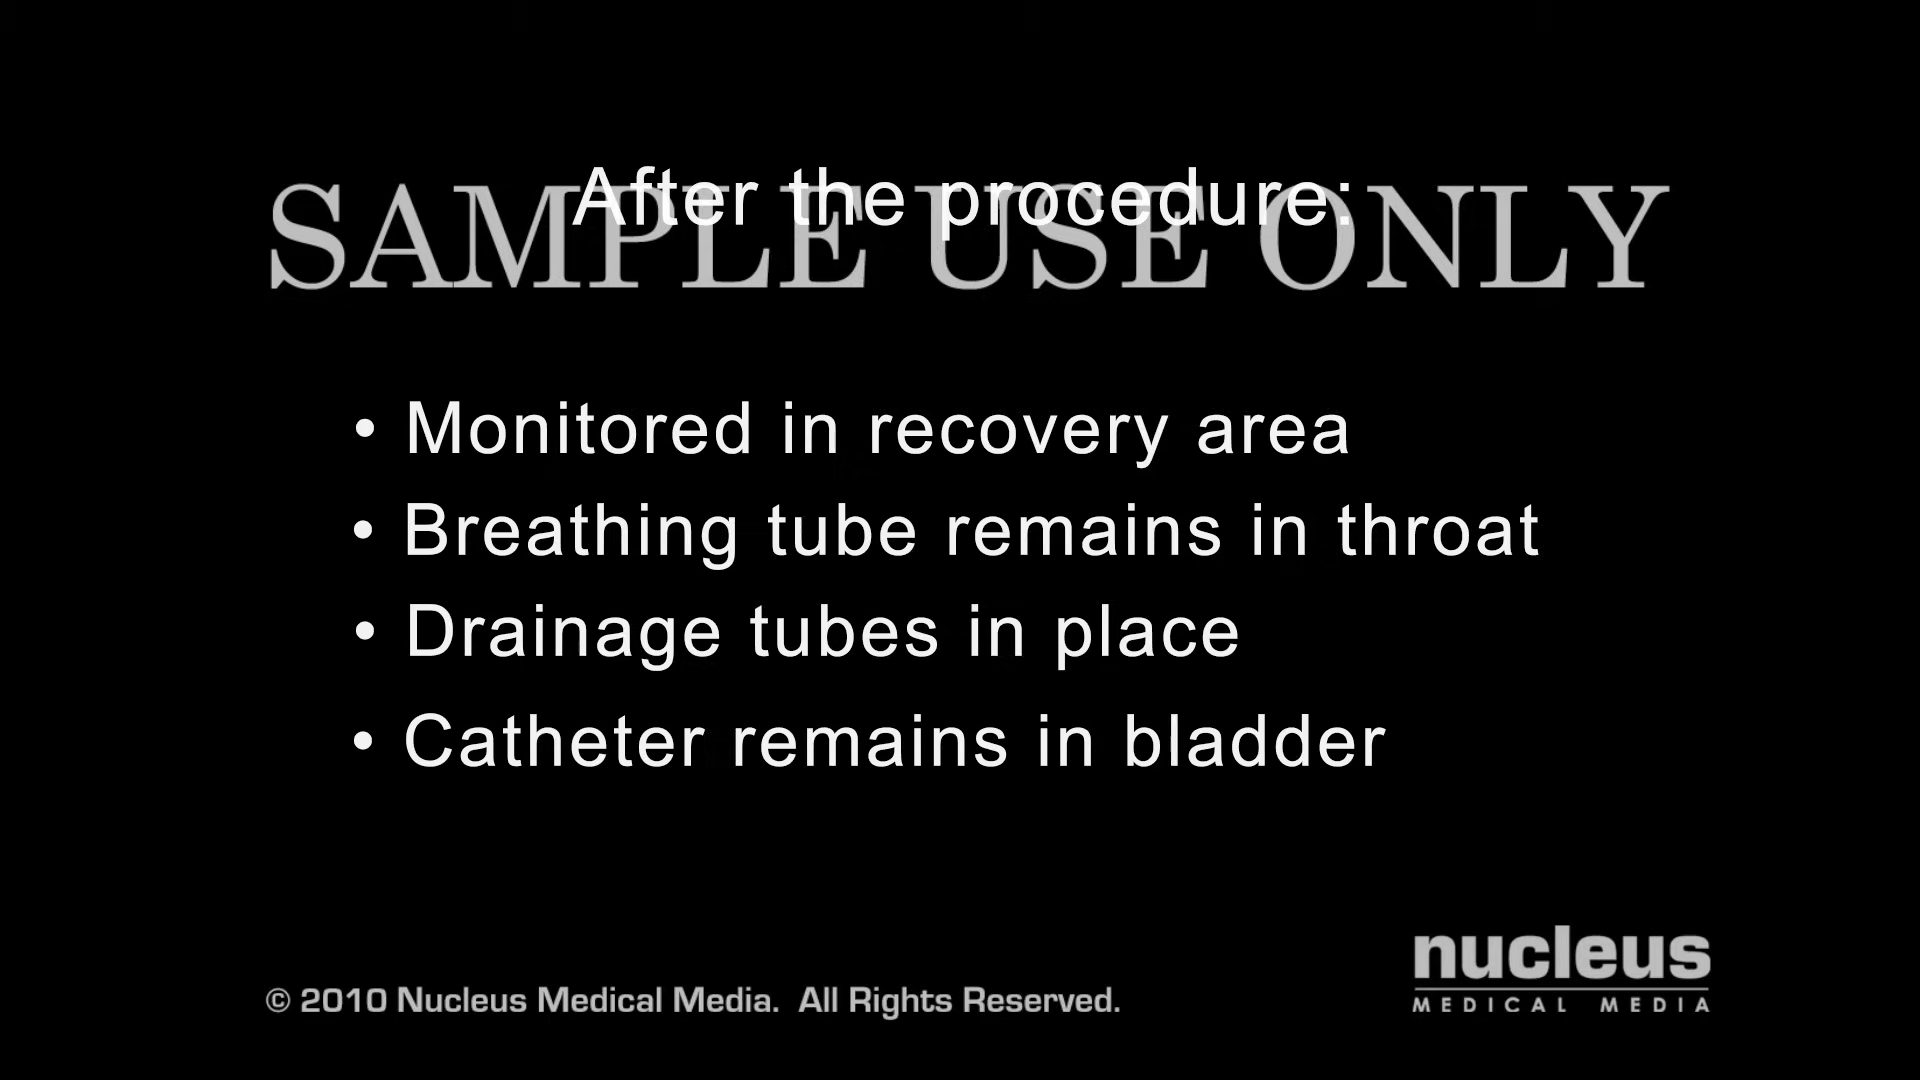 After the procedure:
SAMPLE USE ONLY
• Monitored in recovery area
• Breathing tube remains in throat
• Drainage tubes in place
• Catheter remains in bladder
nucleus
MEDICAL MEDIA
© 2010 Nucleus Medical Media. All Rights Reserved.